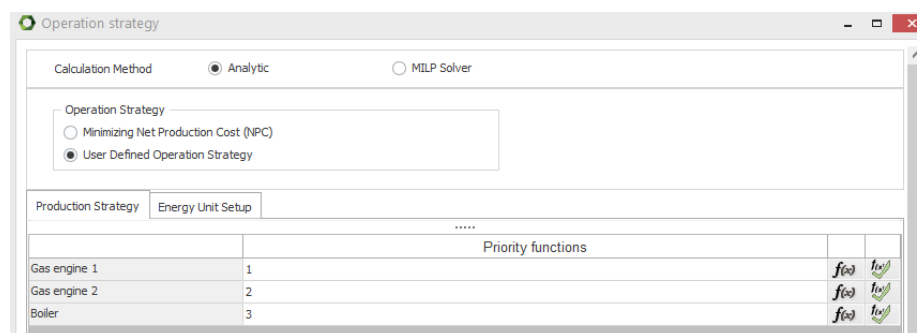 Operation strategy
Calculation Method Analytic MILP Solver
Operation Strategy
Minimizing Net Production Cost (NPC)
User Defined Operation Strategy
Production Strategy Energy Unit Setup
.....
Priority functions
Gas engine 1 1 f(x) f(x)
Gas engine 2 2 f(x) f(x)
Boiler 3 f(x) f(x)